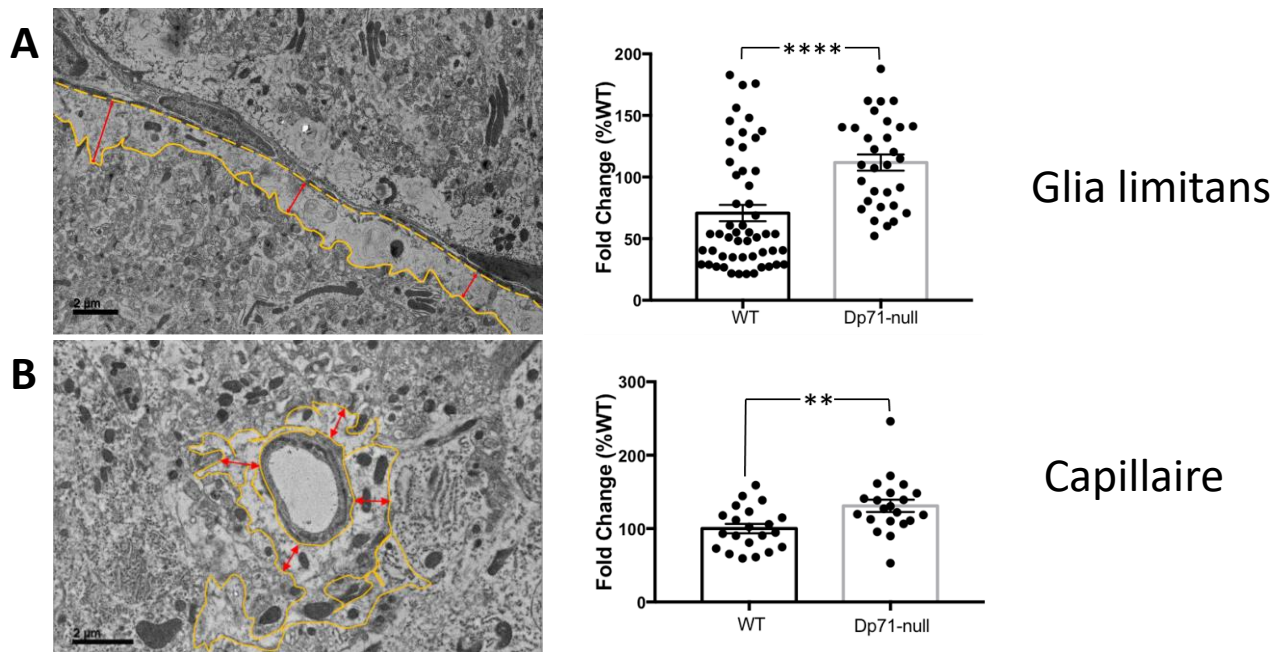 A
2 µm
200
150
100
50
0
Fold Change (%WT)
****
WT
Dp71-null
Glia limitans
B
2 µm
300
200
100
0
Fold Change (%WT)
**
WT
Dp71-null
Capillaire